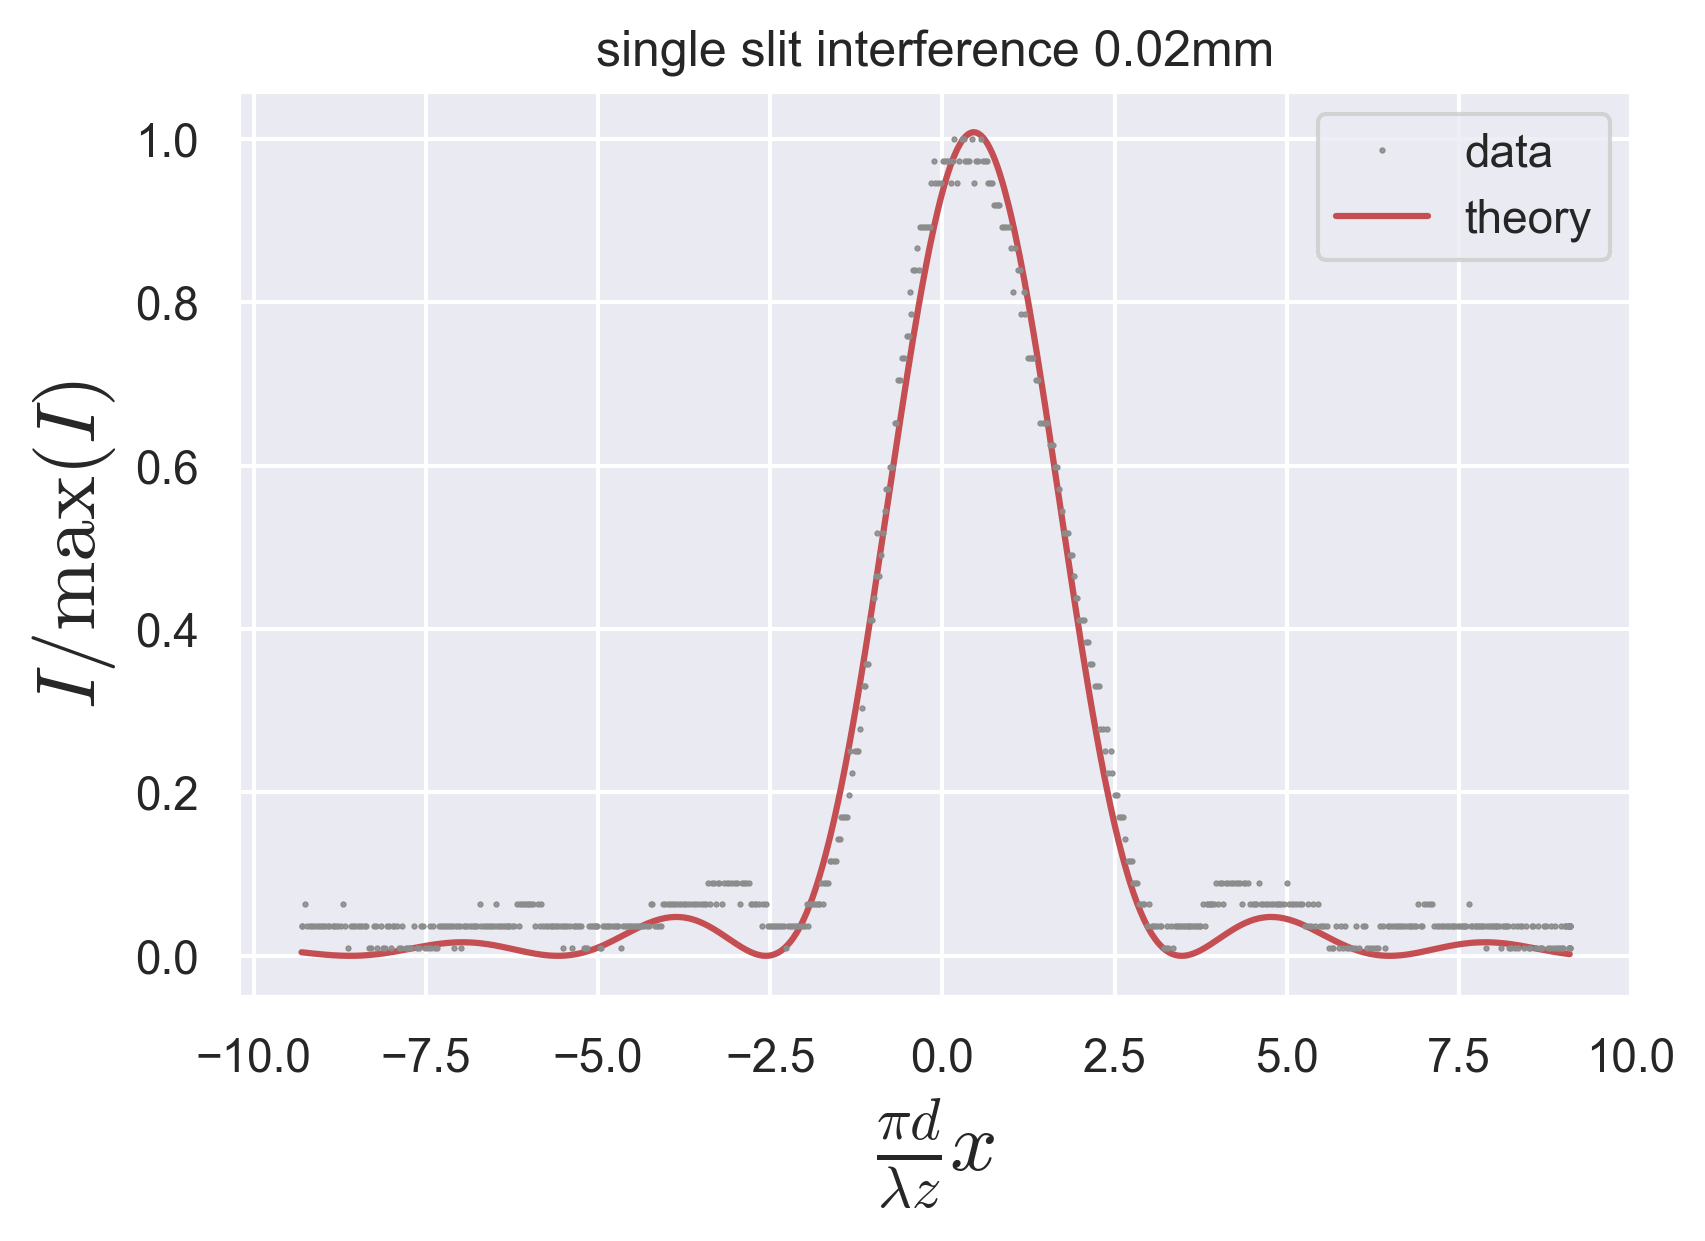 single slit interference 0.02mm
data
theory
I/max(I)
1.0
0.8
0.6
0.4
0.2
0.0
−10.0 −7.5 −5.0 −2.5 0.0 2.5 5.0 7.5 10.0
πd/λz x